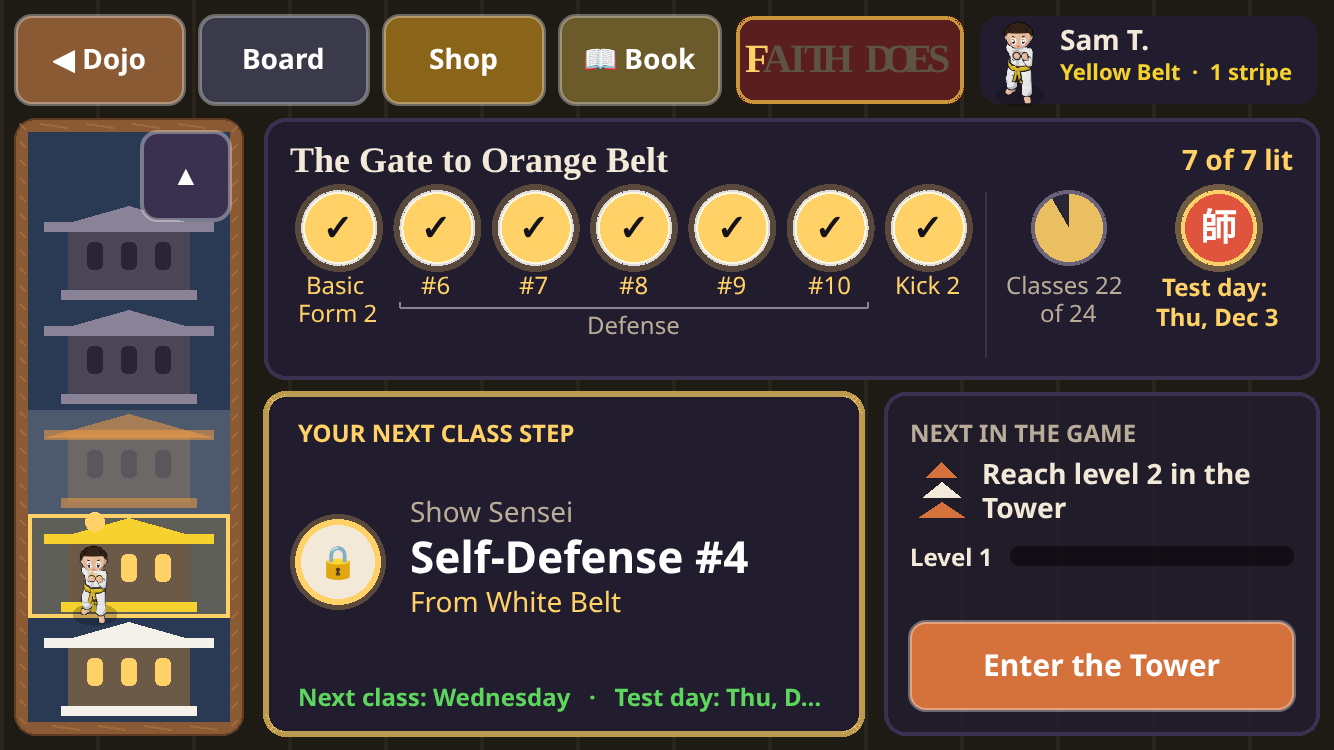 ◀ Dojo
Board
Shop
📖 Book
FAITH DOES
Sam T.
Yellow Belt · 1 stripe
▲
The Gate to Orange Belt
7 of 7 lit
✓ ✓ ✓ ✓ ✓ ✓ ✓
師
Basic
Form 2
#6
#7
#8
#9
#10
Kick 2
Defense
Classes 22
of 24
Test day:
Thu, Dec 3
YOUR NEXT CLASS STEP
Show Sensei
Self-Defense #4
From White Belt
Next class: Wednesday · Test day: Thu, D...
NEXT IN THE GAME
Reach level 2 in the
Tower
Level 1
Enter the Tower